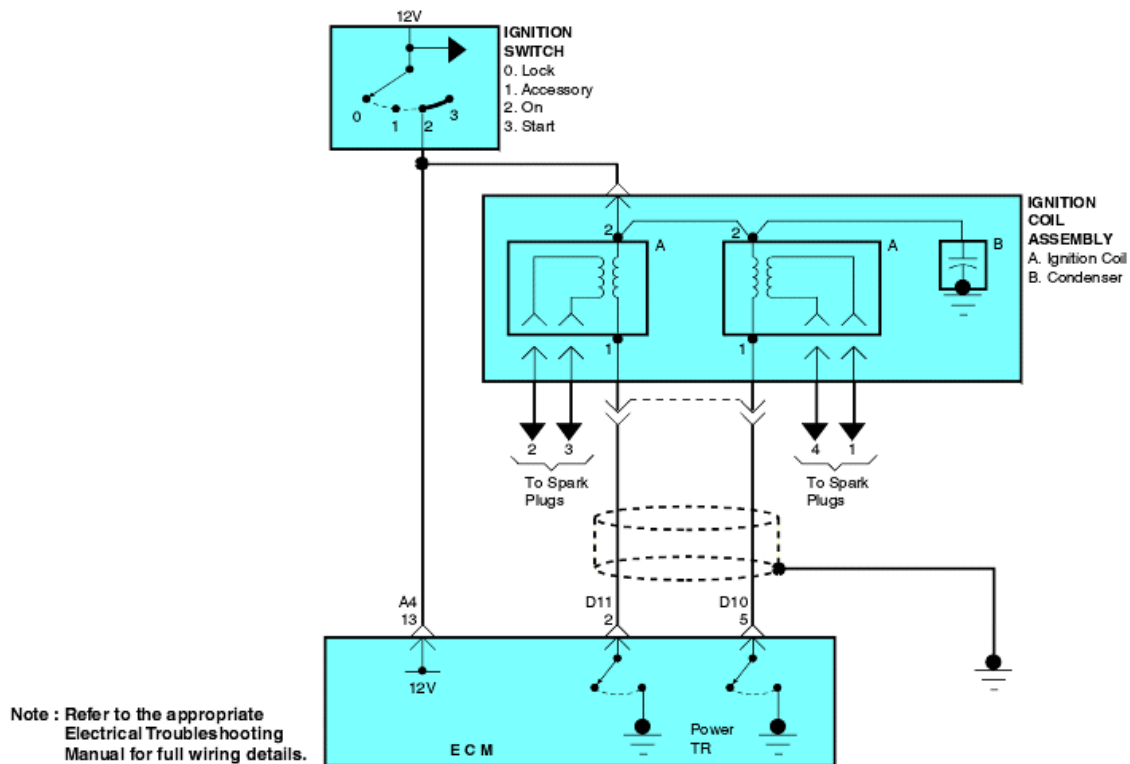 12V
IGNITION
SWITCH
0. Lock
1. Accessory
2. On
3. Start
0
1
2
3
IGNITION
COIL
ASSEMBLY
A. Ignition Coil
B. Condenser
2
A
2
A
B
1
1
2
3
4
1
To Spark
Plugs
To Spark
Plugs
A4
13
D11
2
D10
5
12V
Power
TR
E C M
Note : Refer to the appropriate
Electrical Troubleshooting
Manual for full wiring details.